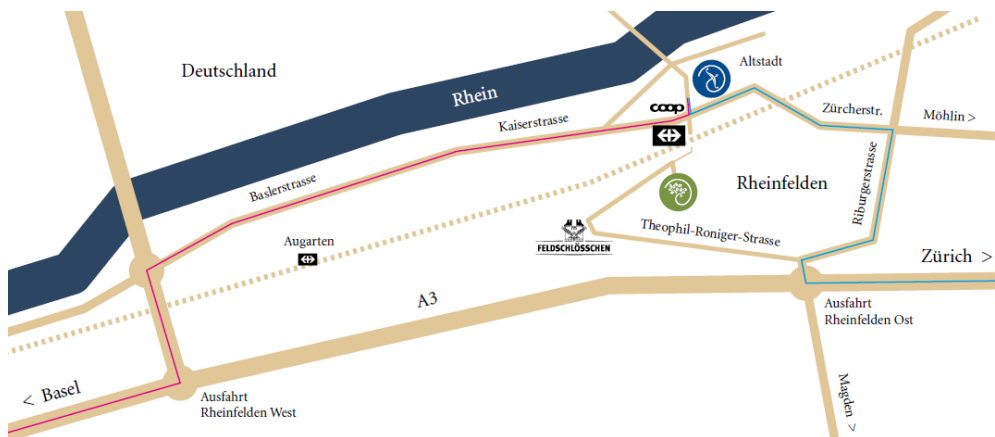 Deutschland
Rhein
Altstadt
coop
Kaiserstrasse
Zürcherstr.
Möhlin >
Baslerstrasse
Rheinfelden
Riburgerstrasse
Augarten
FELDSCHLÖSSCHEN
Theophil-Roniger-Strasse
Zürich >
A3
Ausfahrt
Rheinfelden Ost
< Basel
Ausfahrt
Rheinfelden West
Magden >